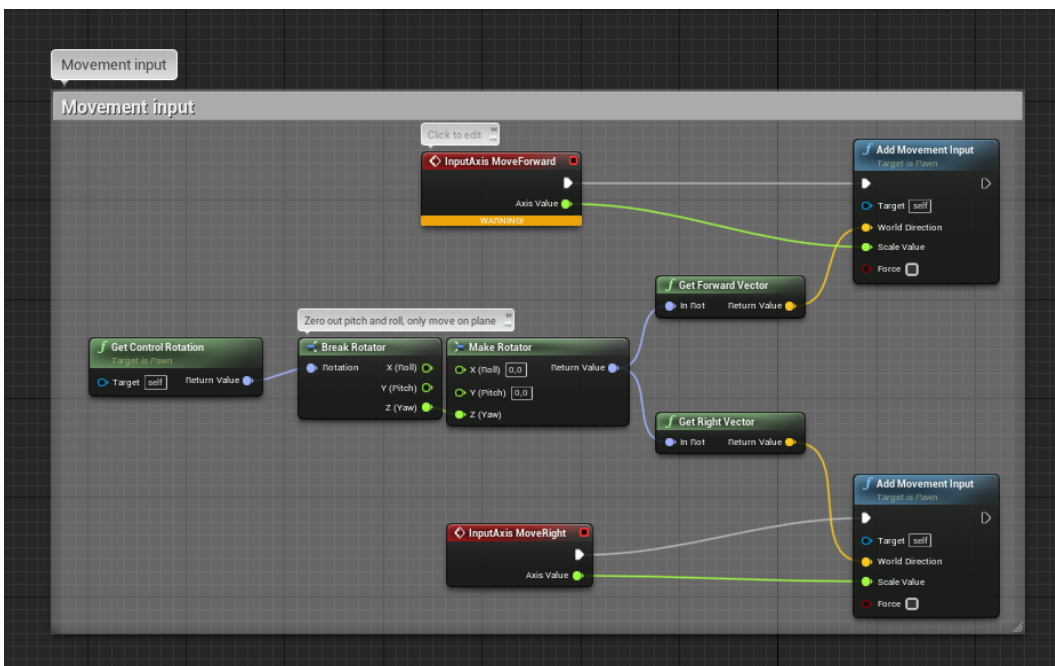 Movement input
Movement input
Click to edit
InputAxis MoveForward
Axis Value
WARNING!
Add Movement Input
Target is Pawn
Target self
World Direction
Scale Value
Force
Get Forward Vector
In Rot Return Value
Zero out pitch and roll, only move on plane
Get Control Rotation
Target is Pawn
Target self Return Value
Break Rotator
Rotation X (Roll)
Y (Pitch)
Z (Yaw)
Make Rotator
X (Roll) 0,0 Return Value
Y (Pitch) 0,0
Z (Yaw)
Get Right Vector
In Rot Return Value
InputAxis MoveRight
Axis Value
Add Movement Input
Target is Pawn
Target self
World Direction
Scale Value
Force